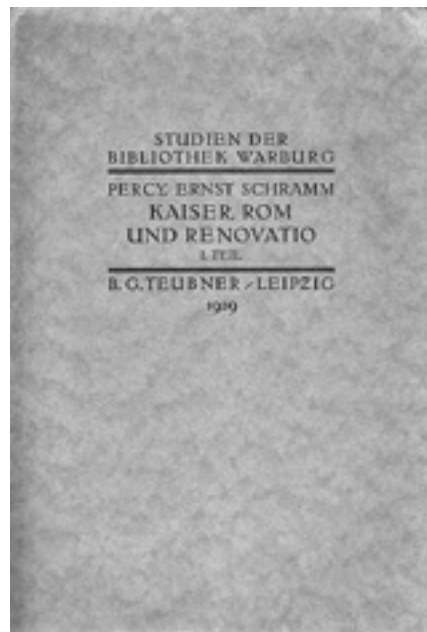 STUDIEN DER
BIBLIOTHEK WARBURG
PERCY ERNST SCHRAMM
KAISER, ROM
UND RENOVATIO
I. TEIL
B. G. TEUBNER / LEIPZIG
1929